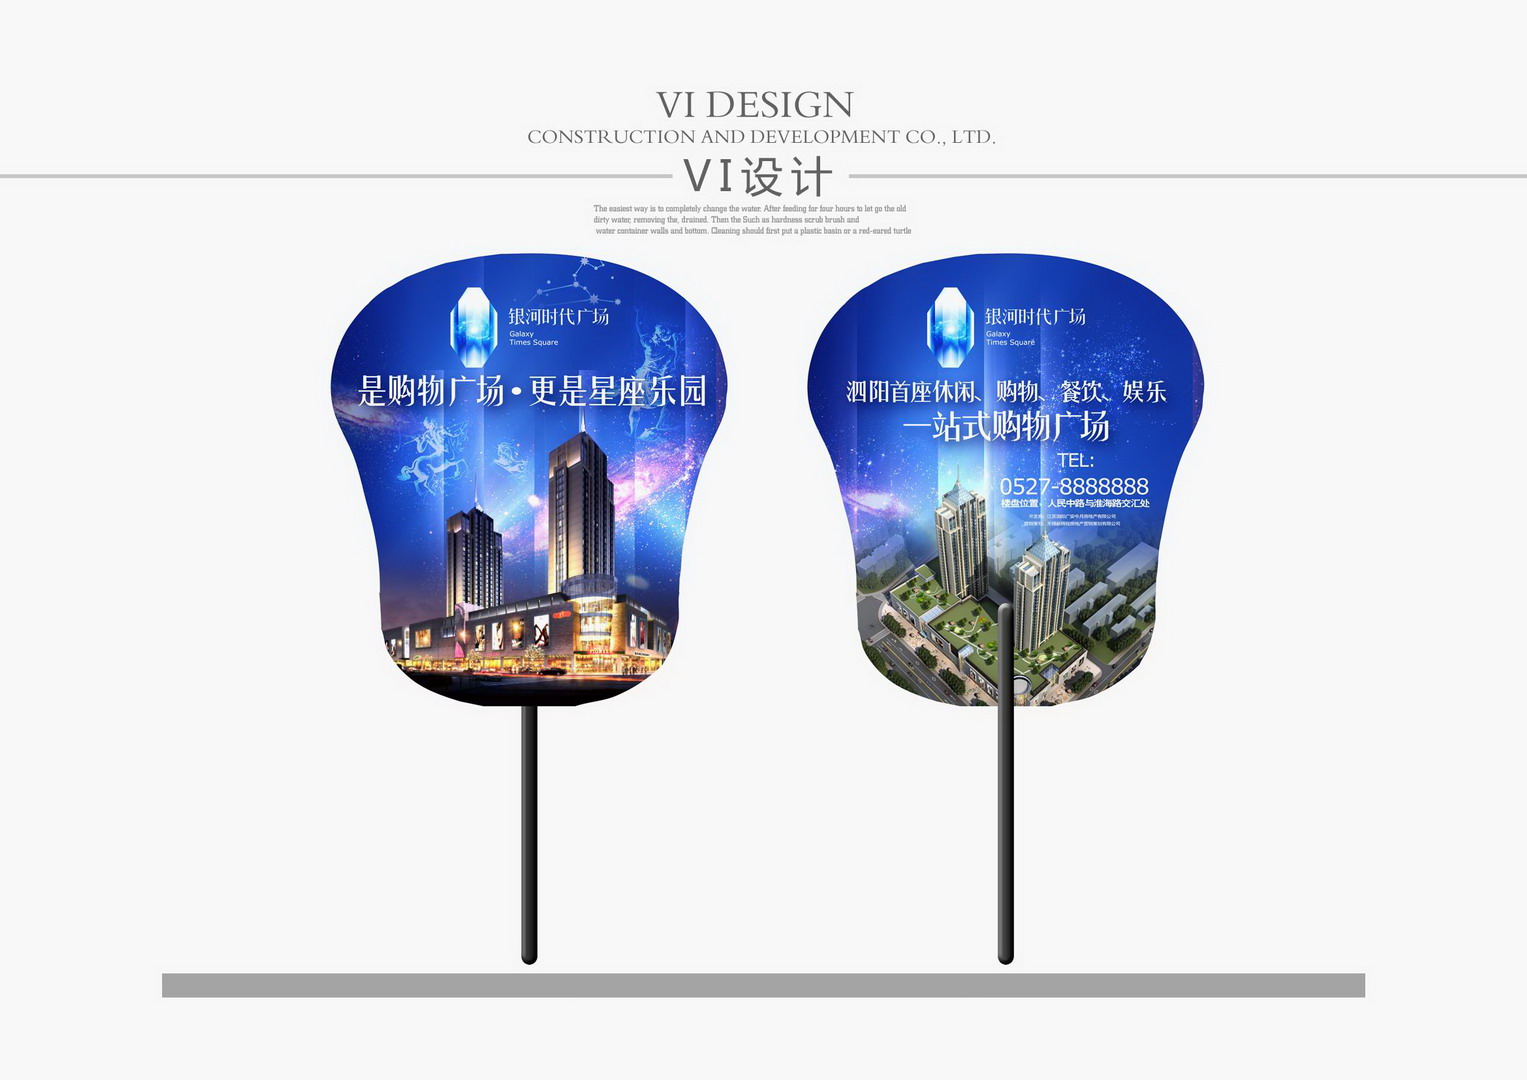 VI DESIGN
CONSTRUCTION AND DEVELOPMENT CO., LTD.
VI设计
The easiest way is to completely change the water. After feeding for four hours to let go the old
dirty water, removing the, drained. Then the Such as hardness scrub brush and
water container walls and bottom. Cleaning should first put a plastic basin or a red-eared turtle
银河时代广场
Galaxy
Times Square
是购物广场·更是星座乐园
银河时代广场
Galaxy
Times Square
泗阳首座休闲、购物、餐饮、娱乐
一站式购物广场
TEL:
0527-8888888
楼盘位置：人民中路与淮海路交汇处